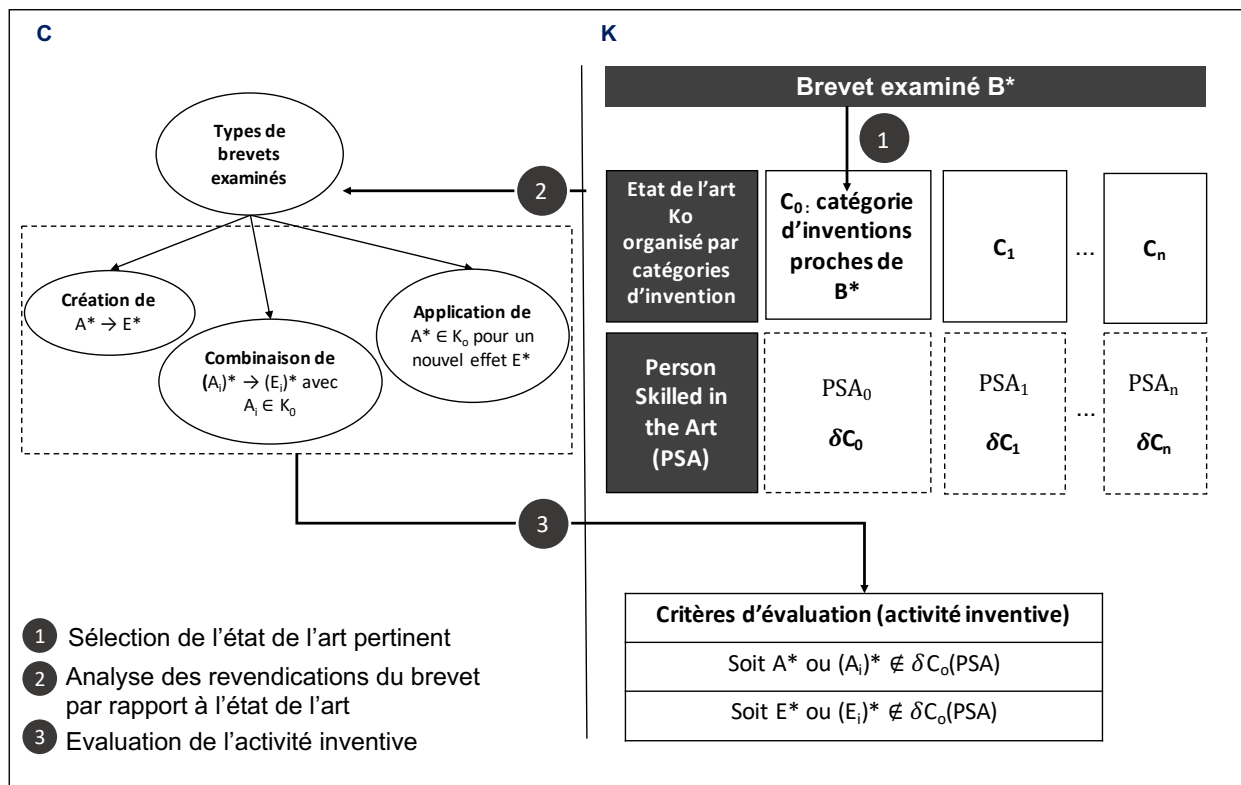 C
Types de
brevets
examinés
Création de
A* → E*
Combinaison de
(Aᵢ)* → (Eᵢ)* avec
Aᵢ ∈ K₀
Application de
A* ∈ Kₒ pour un
nouvel effet E*
2
3
K
Brevet examiné B*
1
Etat de l’art
Ko
organisé par
catégories
d’invention
C₀ : catégorie
d’inventions
proches de
B*
C₁
...
Cₙ
Person
Skilled in
the Art
(PSA)
PSA₀
δC₀
PSA₁
δC₁
...
PSAₙ
δCₙ
Critères d’évaluation (activité inventive)
Soit A* ou (Aᵢ)* ∉ δCₒ(PSA)
Soit E* ou (Eᵢ)* ∉ δCₒ(PSA)
1 Sélection de l’état de l’art pertinent
2 Analyse des revendications du brevet
par rapport à l’état de l’art
3 Evaluation de l’activité inventive